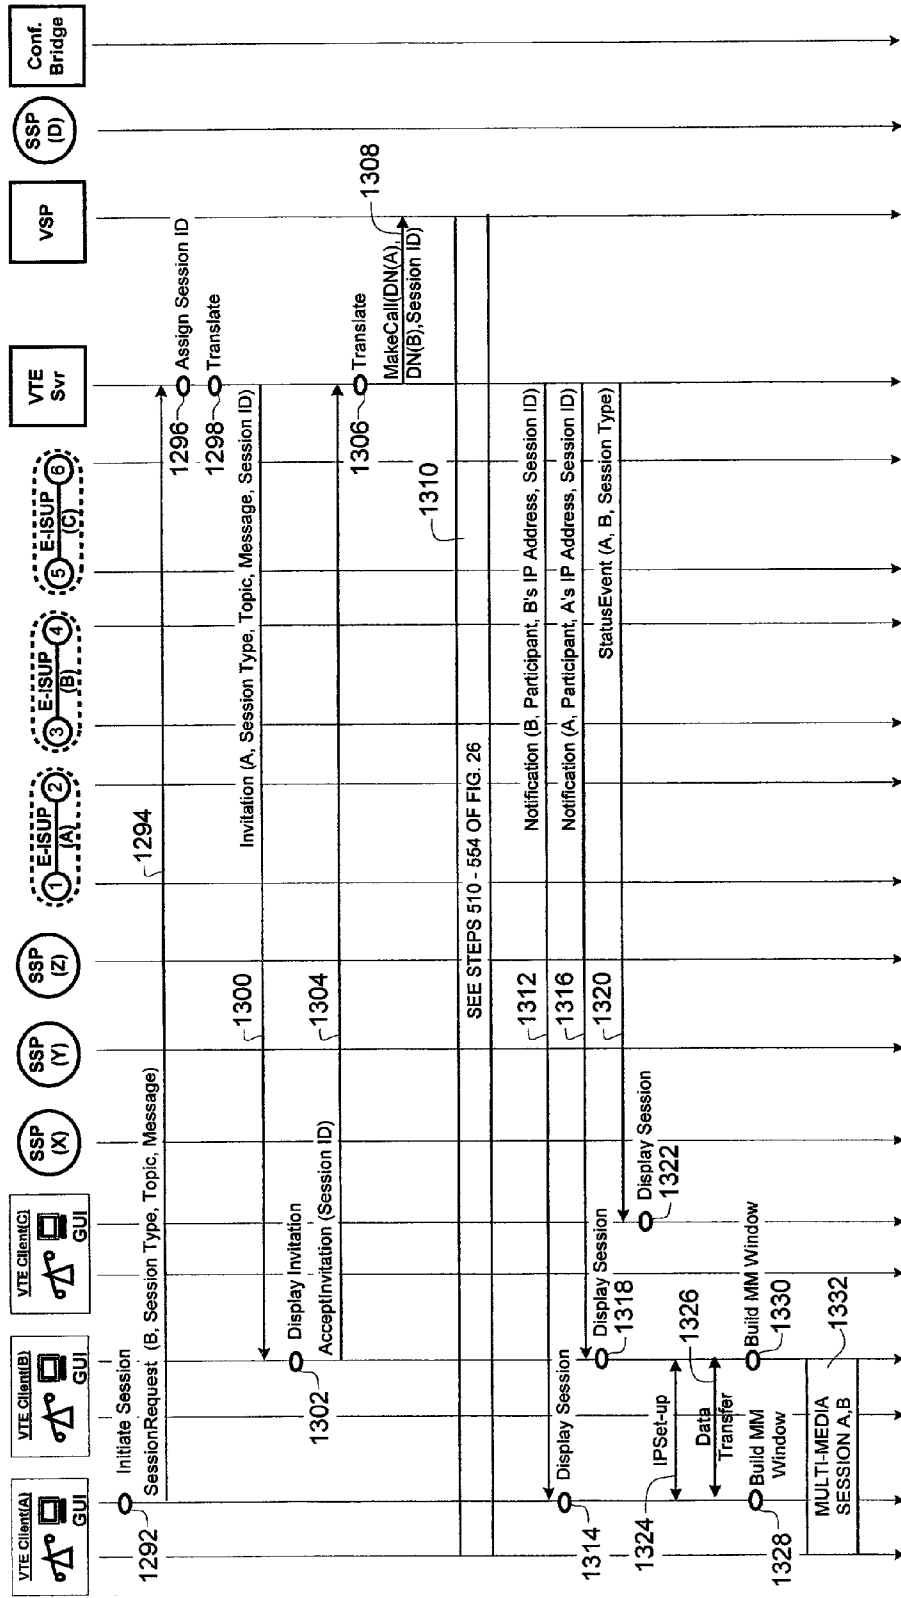 VTE Client(A)
GUI
VTE Client(B)
GUI
VTE Client(C)
GUI
SSP
(X)
SSP
(Y)
SSP
(Z)
1
E-ISUP
(A)
2
3
E-ISUP
(B)
4
5
E-ISUP
(C)
6
VTE
Svr
VSP
SSP
(D)
Conf.
Bridge
Initiate Session
1292
SessionRequest (B, Session Type, Topic, Message)
1294
1296
Assign Session ID
1298
Translate
Invitation (A, Session Type, Topic, Message, Session ID)
1300
Display Invitation
1302
AcceptInvitation (Session ID)
1304
1306
Translate
MakeCall(DN(A),
DN(B),Session ID)
1308
1310
SEE STEPS 510 - 554 OF FIG. 26
Notification (B, Participant, B's IP Address, Session ID)
1312
Display Session
1314
Notification (A, Participant, A's IP Address, Session ID)
1316
Display Session
1318
StatusEvent (A, B, Session Type)
1320
Display Session
1322
IPSet-up
1324
Data
Transfer
1326
Build MM
Window
1328
Build MM Window
1330
MULTI-MEDIA
SESSION A,B
1332